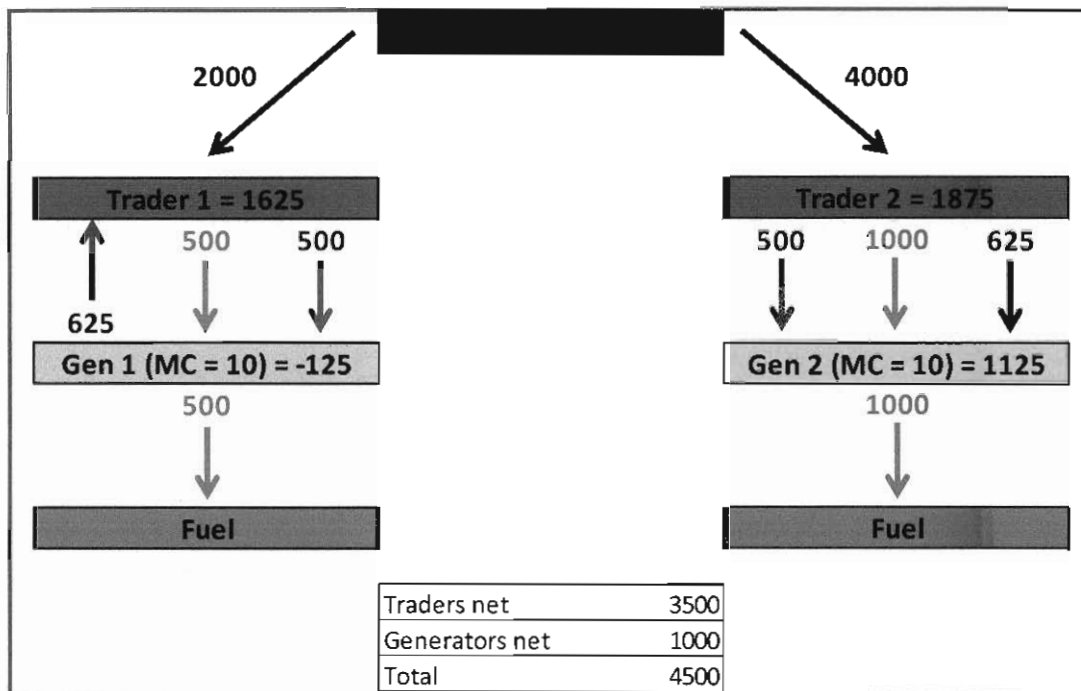 2000
4000
Trader 1 = 1625
Trader 2 = 1875
500
500
500
1000
625
625
Gen 1 (MC = 10) = -125
Gen 2 (MC = 10) = 1125
500
1000
Fuel
Fuel
Traders net 3500
Generators net 1000
Total 4500